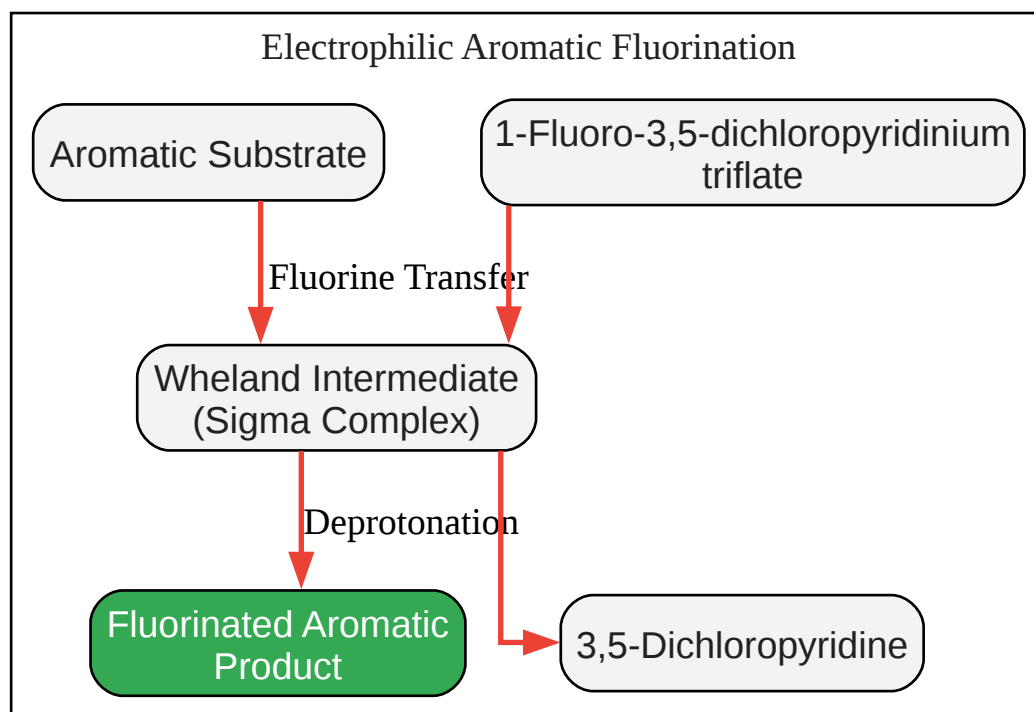 Electrophilic Aromatic Fluorination
Aromatic Substrate
1-Fluoro-3,5-dichloropyridinium
triflate
Fluorine Transfer
Wheland Intermediate
(Sigma Complex)
Deprotonation
Fluorinated Aromatic
Product
3,5-Dichloropyridine